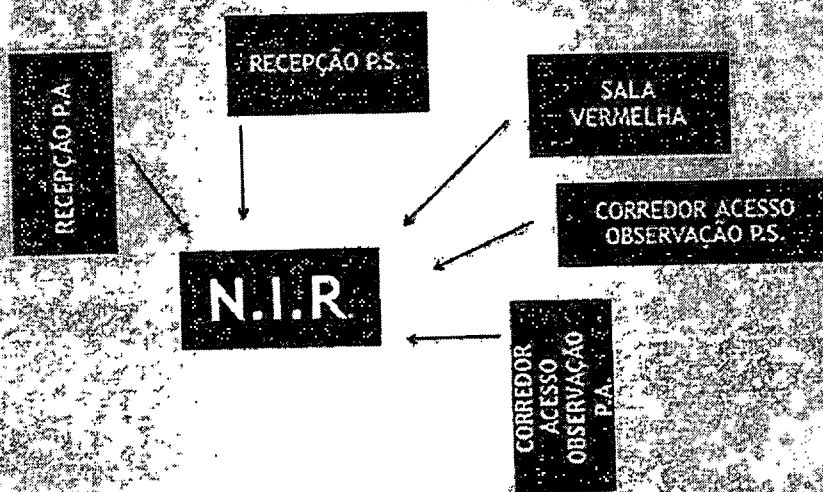 RECEPÇÃO P.A.
RECEPÇÃO P.S.
SALA
VERMELHA
CORREDOR ACESSO
OBSERVAÇÃO P.S.
N.I.R.
CORREDOR
ACESSO
OBSERVAÇÃO
P.A.